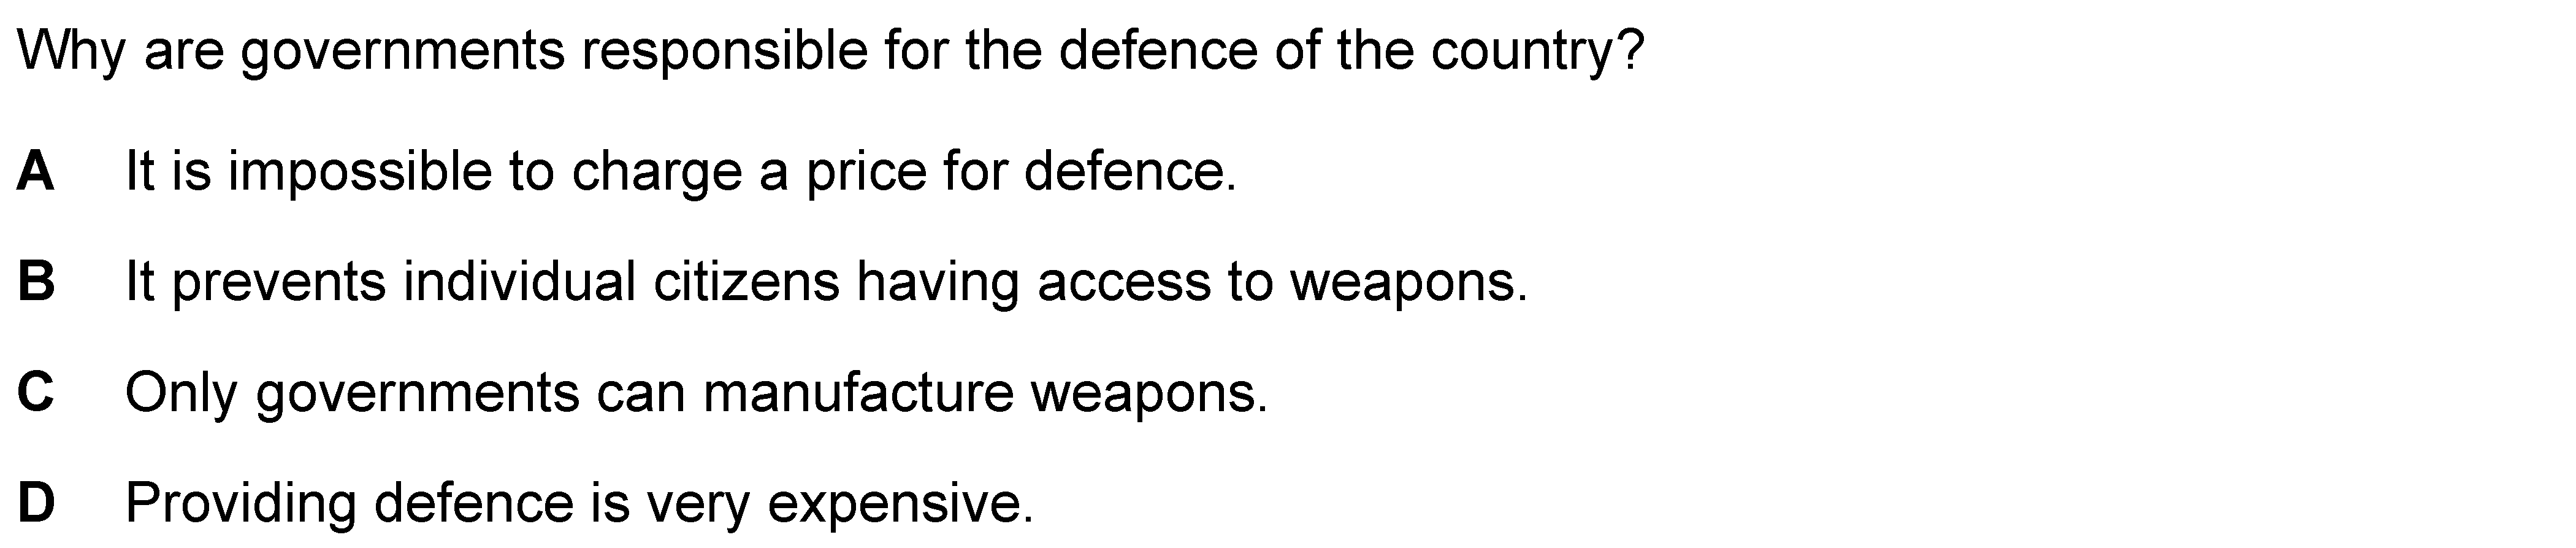 Why are governments responsible for the defence of the country?
A It is impossible to charge a price for defence.
B It prevents individual citizens having access to weapons.
C Only governments can manufacture weapons.
D Providing defence is very expensive.